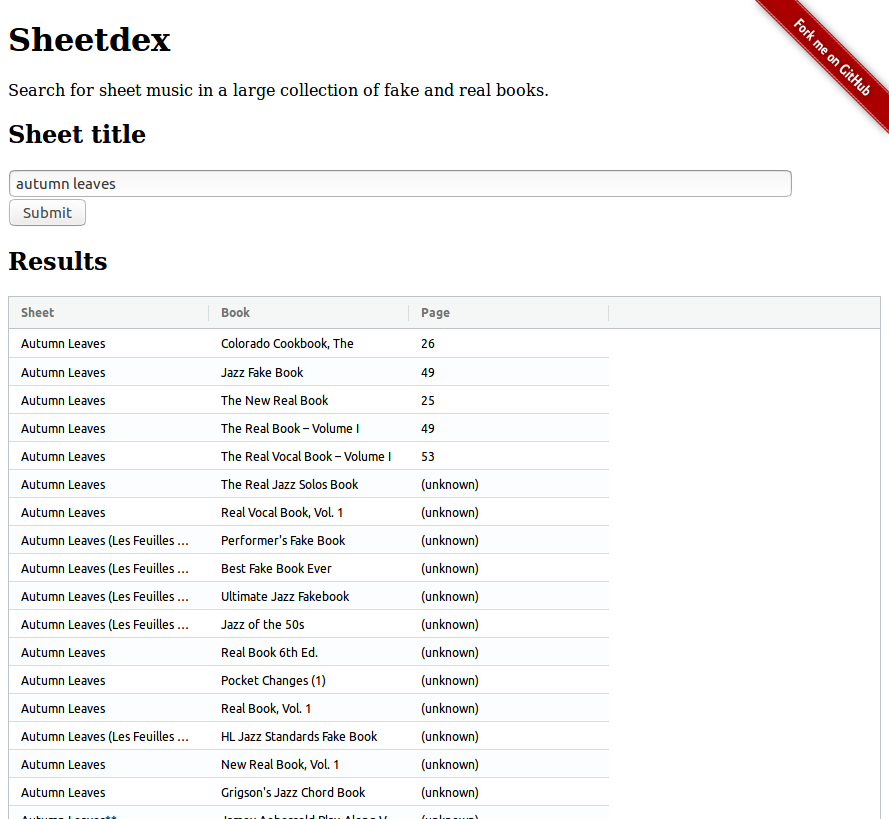 Sheetdex
Fork me on GitHub
Search for sheet music in a large collection of fake and real books.
Sheet title
autumn leaves
Submit
Results
Sheet Book Page
Autumn Leaves Colorado Cookbook, The 26
Autumn Leaves Jazz Fake Book 49
Autumn Leaves The New Real Book 25
Autumn Leaves The Real Book – Volume I 49
Autumn Leaves The Real Vocal Book – Volume I 53
Autumn Leaves The Real Jazz Solos Book (unknown)
Autumn Leaves Real Vocal Book, Vol. 1 (unknown)
Autumn Leaves (Les Feuilles ... Performer's Fake Book (unknown)
Autumn Leaves (Les Feuilles ... Best Fake Book Ever (unknown)
Autumn Leaves (Les Feuilles ... Ultimate Jazz Fakebook (unknown)
Autumn Leaves (Les Feuilles ... Jazz of the 50s (unknown)
Autumn Leaves Real Book 6th Ed. (unknown)
Autumn Leaves Pocket Changes (1) (unknown)
Autumn Leaves Real Book, Vol. 1 (unknown)
Autumn Leaves (Les Feuilles ... HL Jazz Standards Fake Book (unknown)
Autumn Leaves New Real Book, Vol. 1 (unknown)
Autumn Leaves Grigson's Jazz Chord Book (unknown)
Autumn Leaves** Jamey Aebersold Play-Along V (unknown)